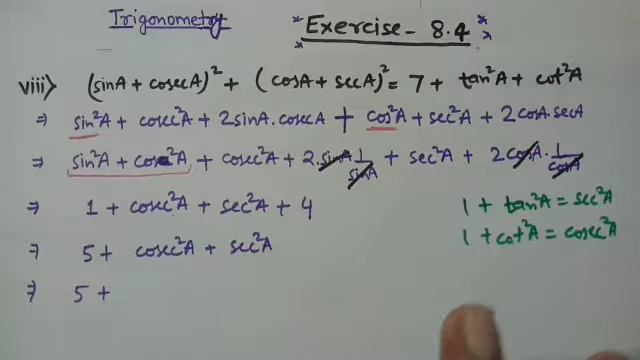 Trigonometry
Exercise - 8.4
viii) (sinA + cosecA)² + (cosA + secA)² = 7 + tan²A + cot²A
⇒ sin²A + cosec²A + 2sinA.cosecA + cos²A + sec²A + 2cosA.secA
⇒ sin²A + cos²A + cosec²A + 2.sinA 1/sinA + sec²A + 2cosA.1/cosA
⇒ 1 + cosec²A + sec²A + 4
1 + tan²A = sec²A
⇒ 5 + cosec²A + sec²A
1 + cot²A = cosec²A
⇒ 5 +